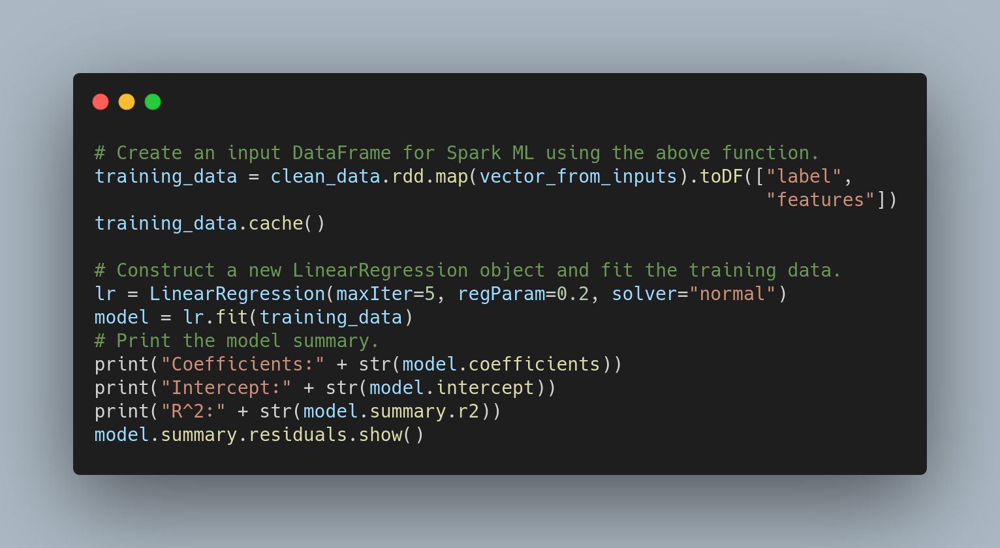 # Create an input DataFrame for Spark ML using the above function.
training_data = clean_data.rdd.map(vector_from_inputs).toDF(["label",
                                                             "features"])
training_data.cache()

# Construct a new LinearRegression object and fit the training data.
lr = LinearRegression(maxIter=5, regParam=0.2, solver="normal")
model = lr.fit(training_data)
# Print the model summary.
print("Coefficients:" + str(model.coefficients))
print("Intercept:" + str(model.intercept))
print("R^2:" + str(model.summary.r2))
model.summary.residuals.show()